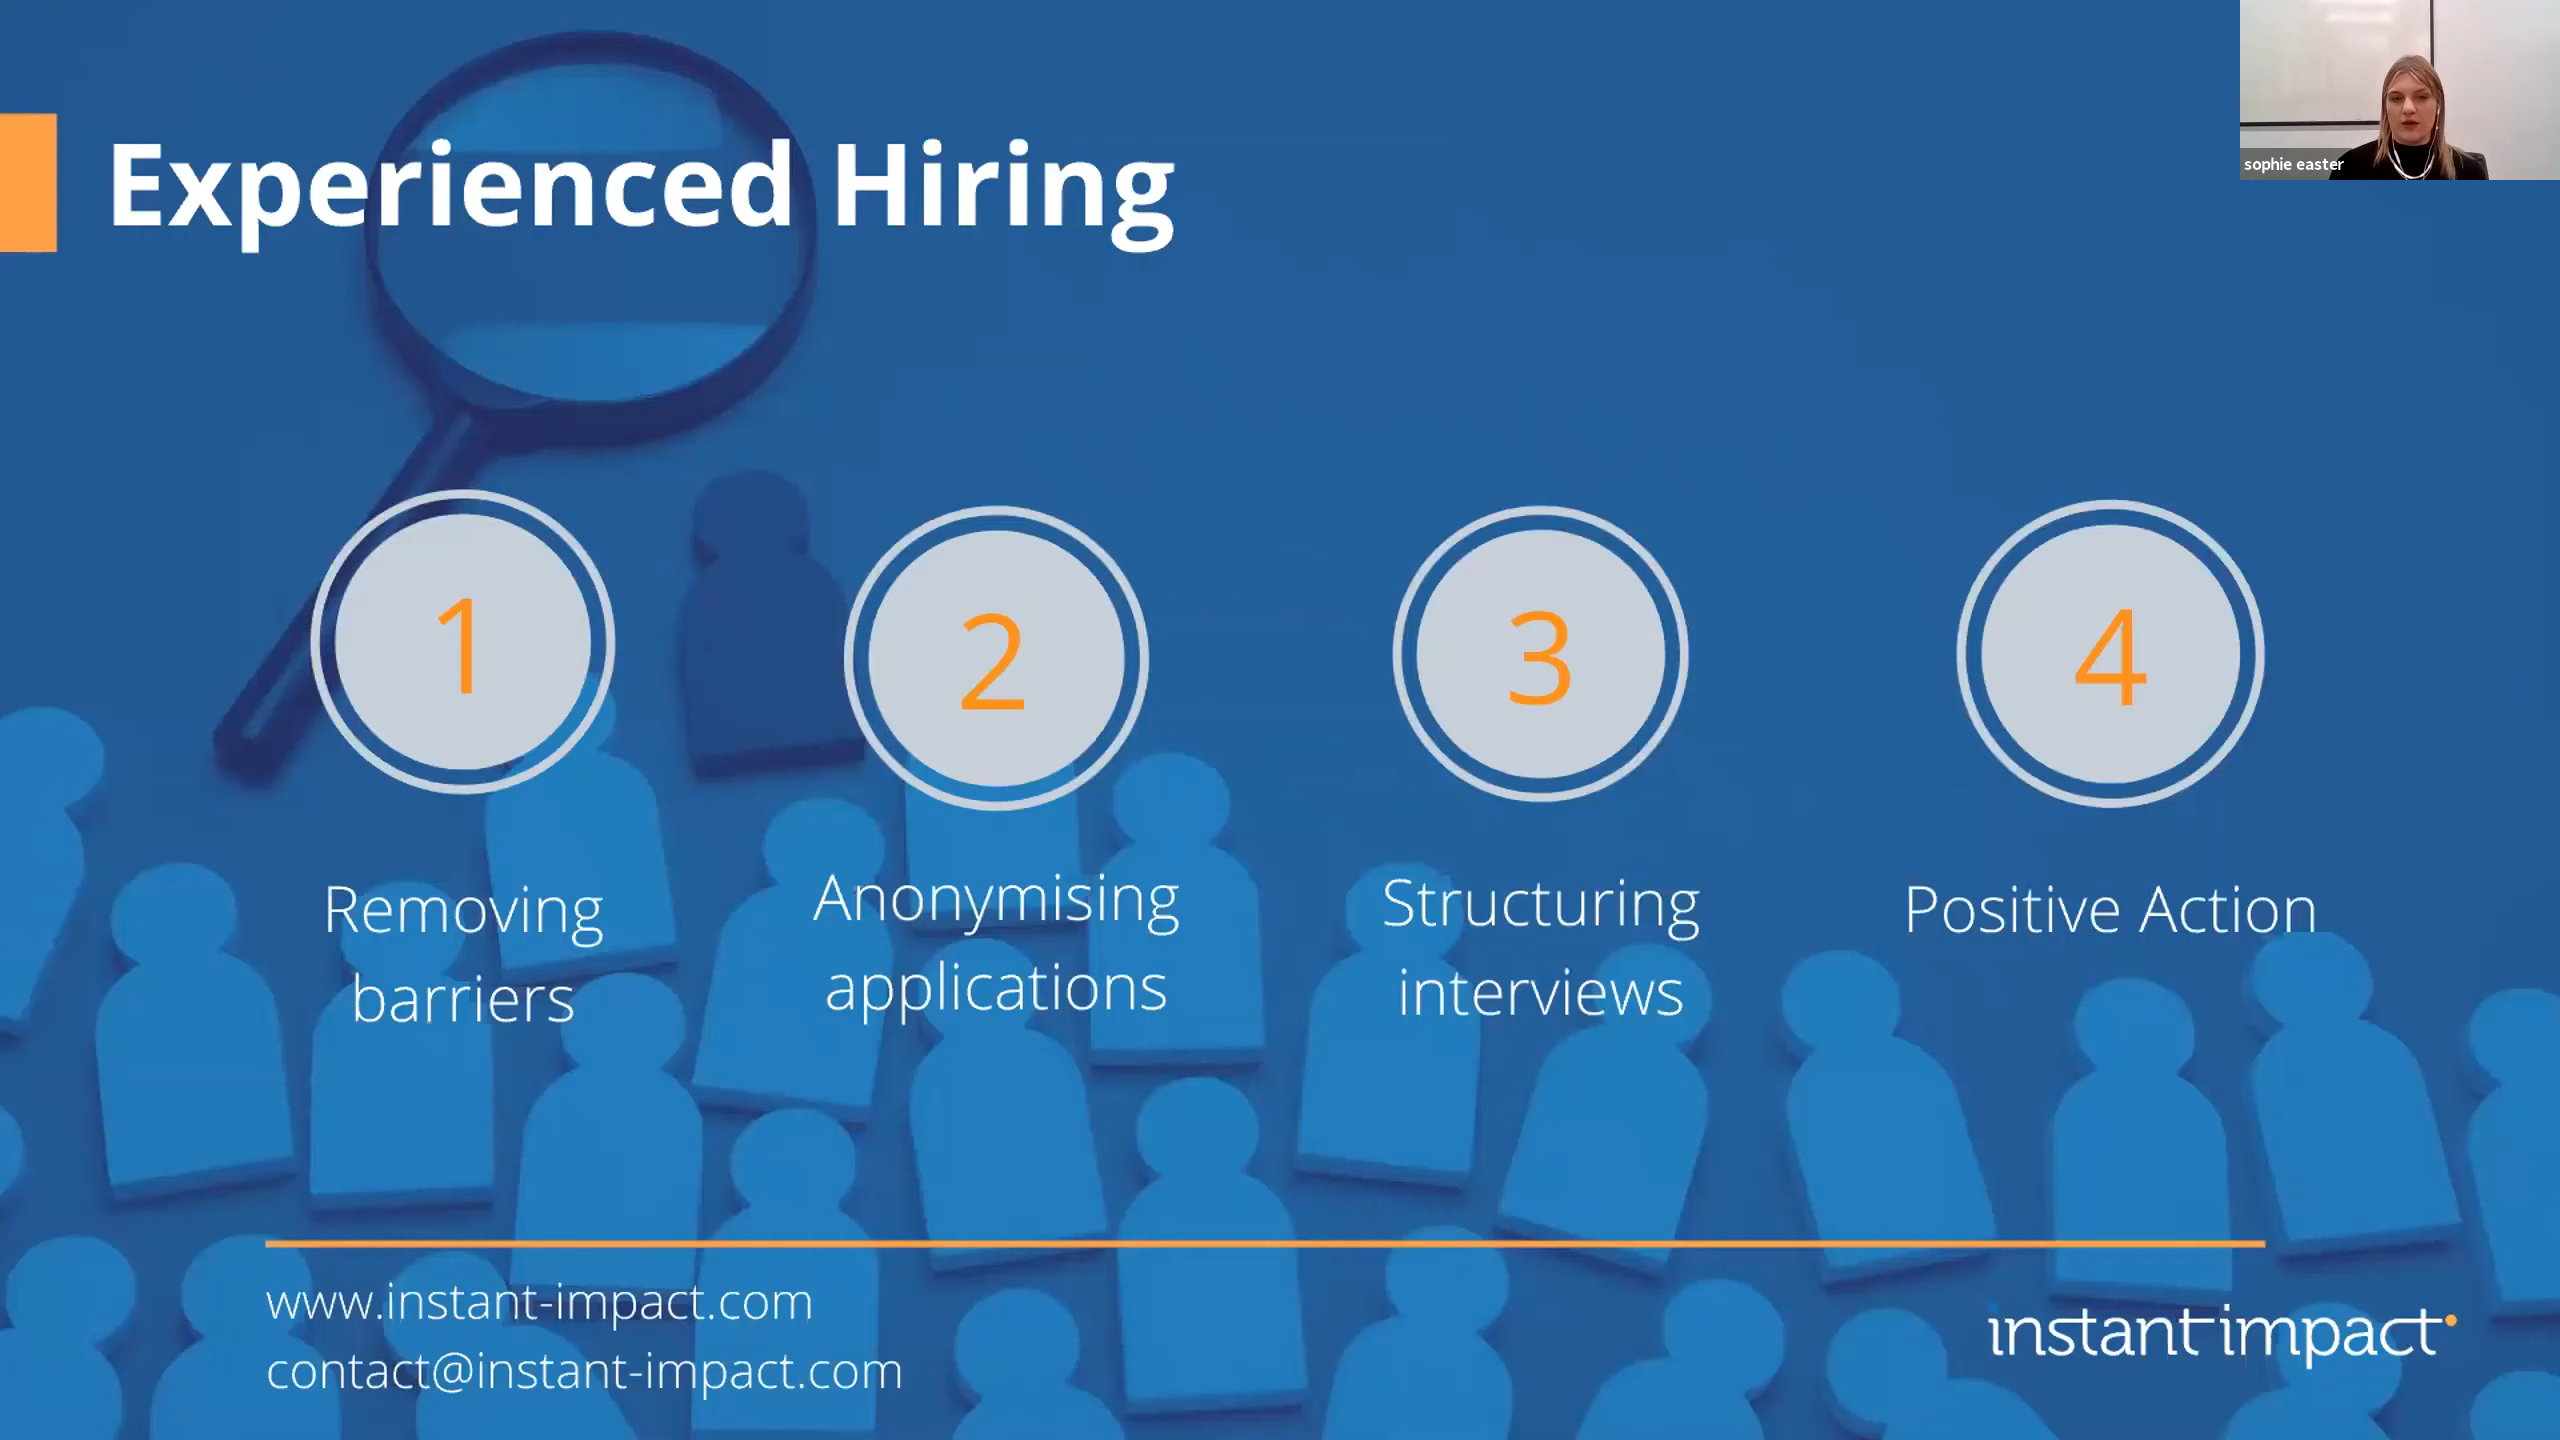 Experienced Hiring
sophie easter
1
2
3
4
Removing
barriers
Anonymising
applications
Structuring
interviews
Positive Action
www.instant-impact.com
contact@instant-impact.com
instant impact